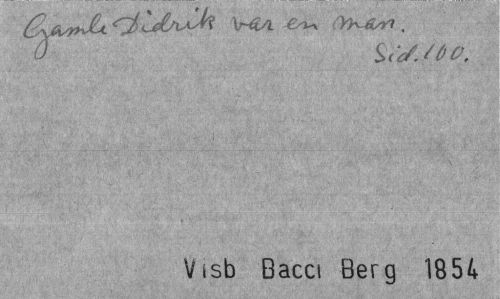 Gamle Didrik var en man.
Sid. 100.
Visb Bacci Berg 1854